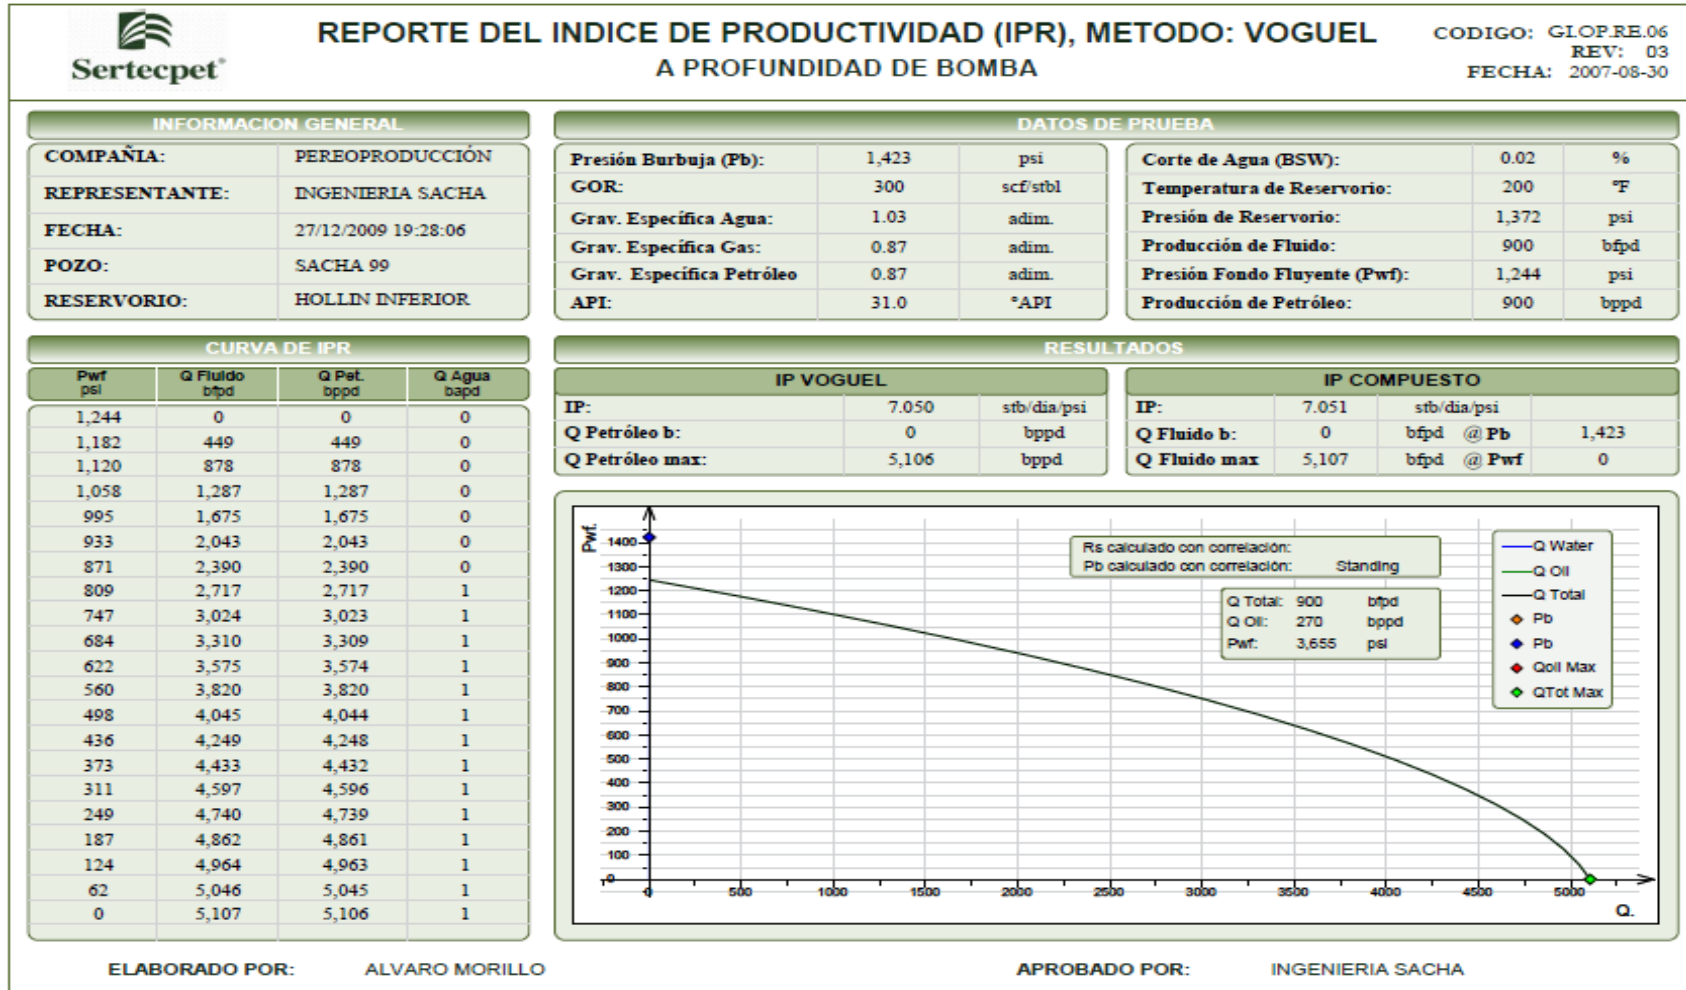 Sertecpet®
REPORTE DEL INDICE DE PRODUCTIVIDAD (IPR), METODO: VOGUEL
A PROFUNDIDAD DE BOMBA
CODIGO: GI.OP.RE.06
REV: 03
FECHA: 2007-08-30
INFORMACION GENERAL
COMPAÑIA: PEREOPRODUCCIÓN
REPRESENTANTE: INGENIERIA SACHA
FECHA: 27/12/2009 19:28:06
POZO: SACHA 99
RESERVORIO: HOLLIN INFERIOR
DATOS DE PRUEBA
Presión Burbuja (Pb): 1,423 psi
GOR: 300 scf/stbl
Grav. Específica Agua: 1.03 adim.
Grav. Específica Gas: 0.87 adim.
Grav. Específica Petróleo 0.87 adim.
API: 31.0 °API
Corte de Agua (BSW): 0.02 %
Temperatura de Reservorio: 200 °F
Presión de Reservorio: 1,372 psi
Producción de Fluido: 900 bfpd
Presión Fondo Fluyente (Pwf): 1,244 psi
Producción de Petróleo: 900 bppd
CURVA DE IPR
Pwf Q Fluido Q Pet. Q Agua
psi bfpd bppd bapd
1,244 0 0 0
1,182 449 449 0
1,120 878 878 0
1,058 1,287 1,287 0
995 1,675 1,675 0
933 2,043 2,043 0
871 2,390 2,390 0
809 2,717 2,717 1
747 3,024 3,023 1
684 3,310 3,309 1
622 3,575 3,574 1
560 3,820 3,820 1
498 4,045 4,044 1
436 4,249 4,248 1
373 4,433 4,432 1
311 4,597 4,596 1
249 4,740 4,739 1
187 4,862 4,861 1
124 4,964 4,963 1
62 5,046 5,045 1
0 5,107 5,106 1
RESULTADOS
IP VOGUEL
IP: 7.050 stb/dia/psi
Q Petróleo b: 0 bppd
Q Petróleo max: 5,106 bppd
IP COMPUESTO
IP: 7.051 stb/dia/psi
Q Fluido b: 0 bfpd @ Pb 1,423
Q Fluido max 5,107 bfpd @ Pwf 0
Pwf.
1400
1300
1200
1100
1000
900
800
700
600
500
400
300
200
100
0
0 500 1000 1500 2000 2500 3000 3500 4000 4500 5000
Q.
Rs calculado con correlación:
Pb calculado con correlación: Standing
Q Total: 900 bfpd
Q Oil: 270 bppd
Pwf: 3,655 psi
Q Water
Q Oil
Q Total
Pb
Pb
Qoil Max
QTot Max
ELABORADO POR: ALVARO MORILLO
APROBADO POR: INGENIERIA SACHA